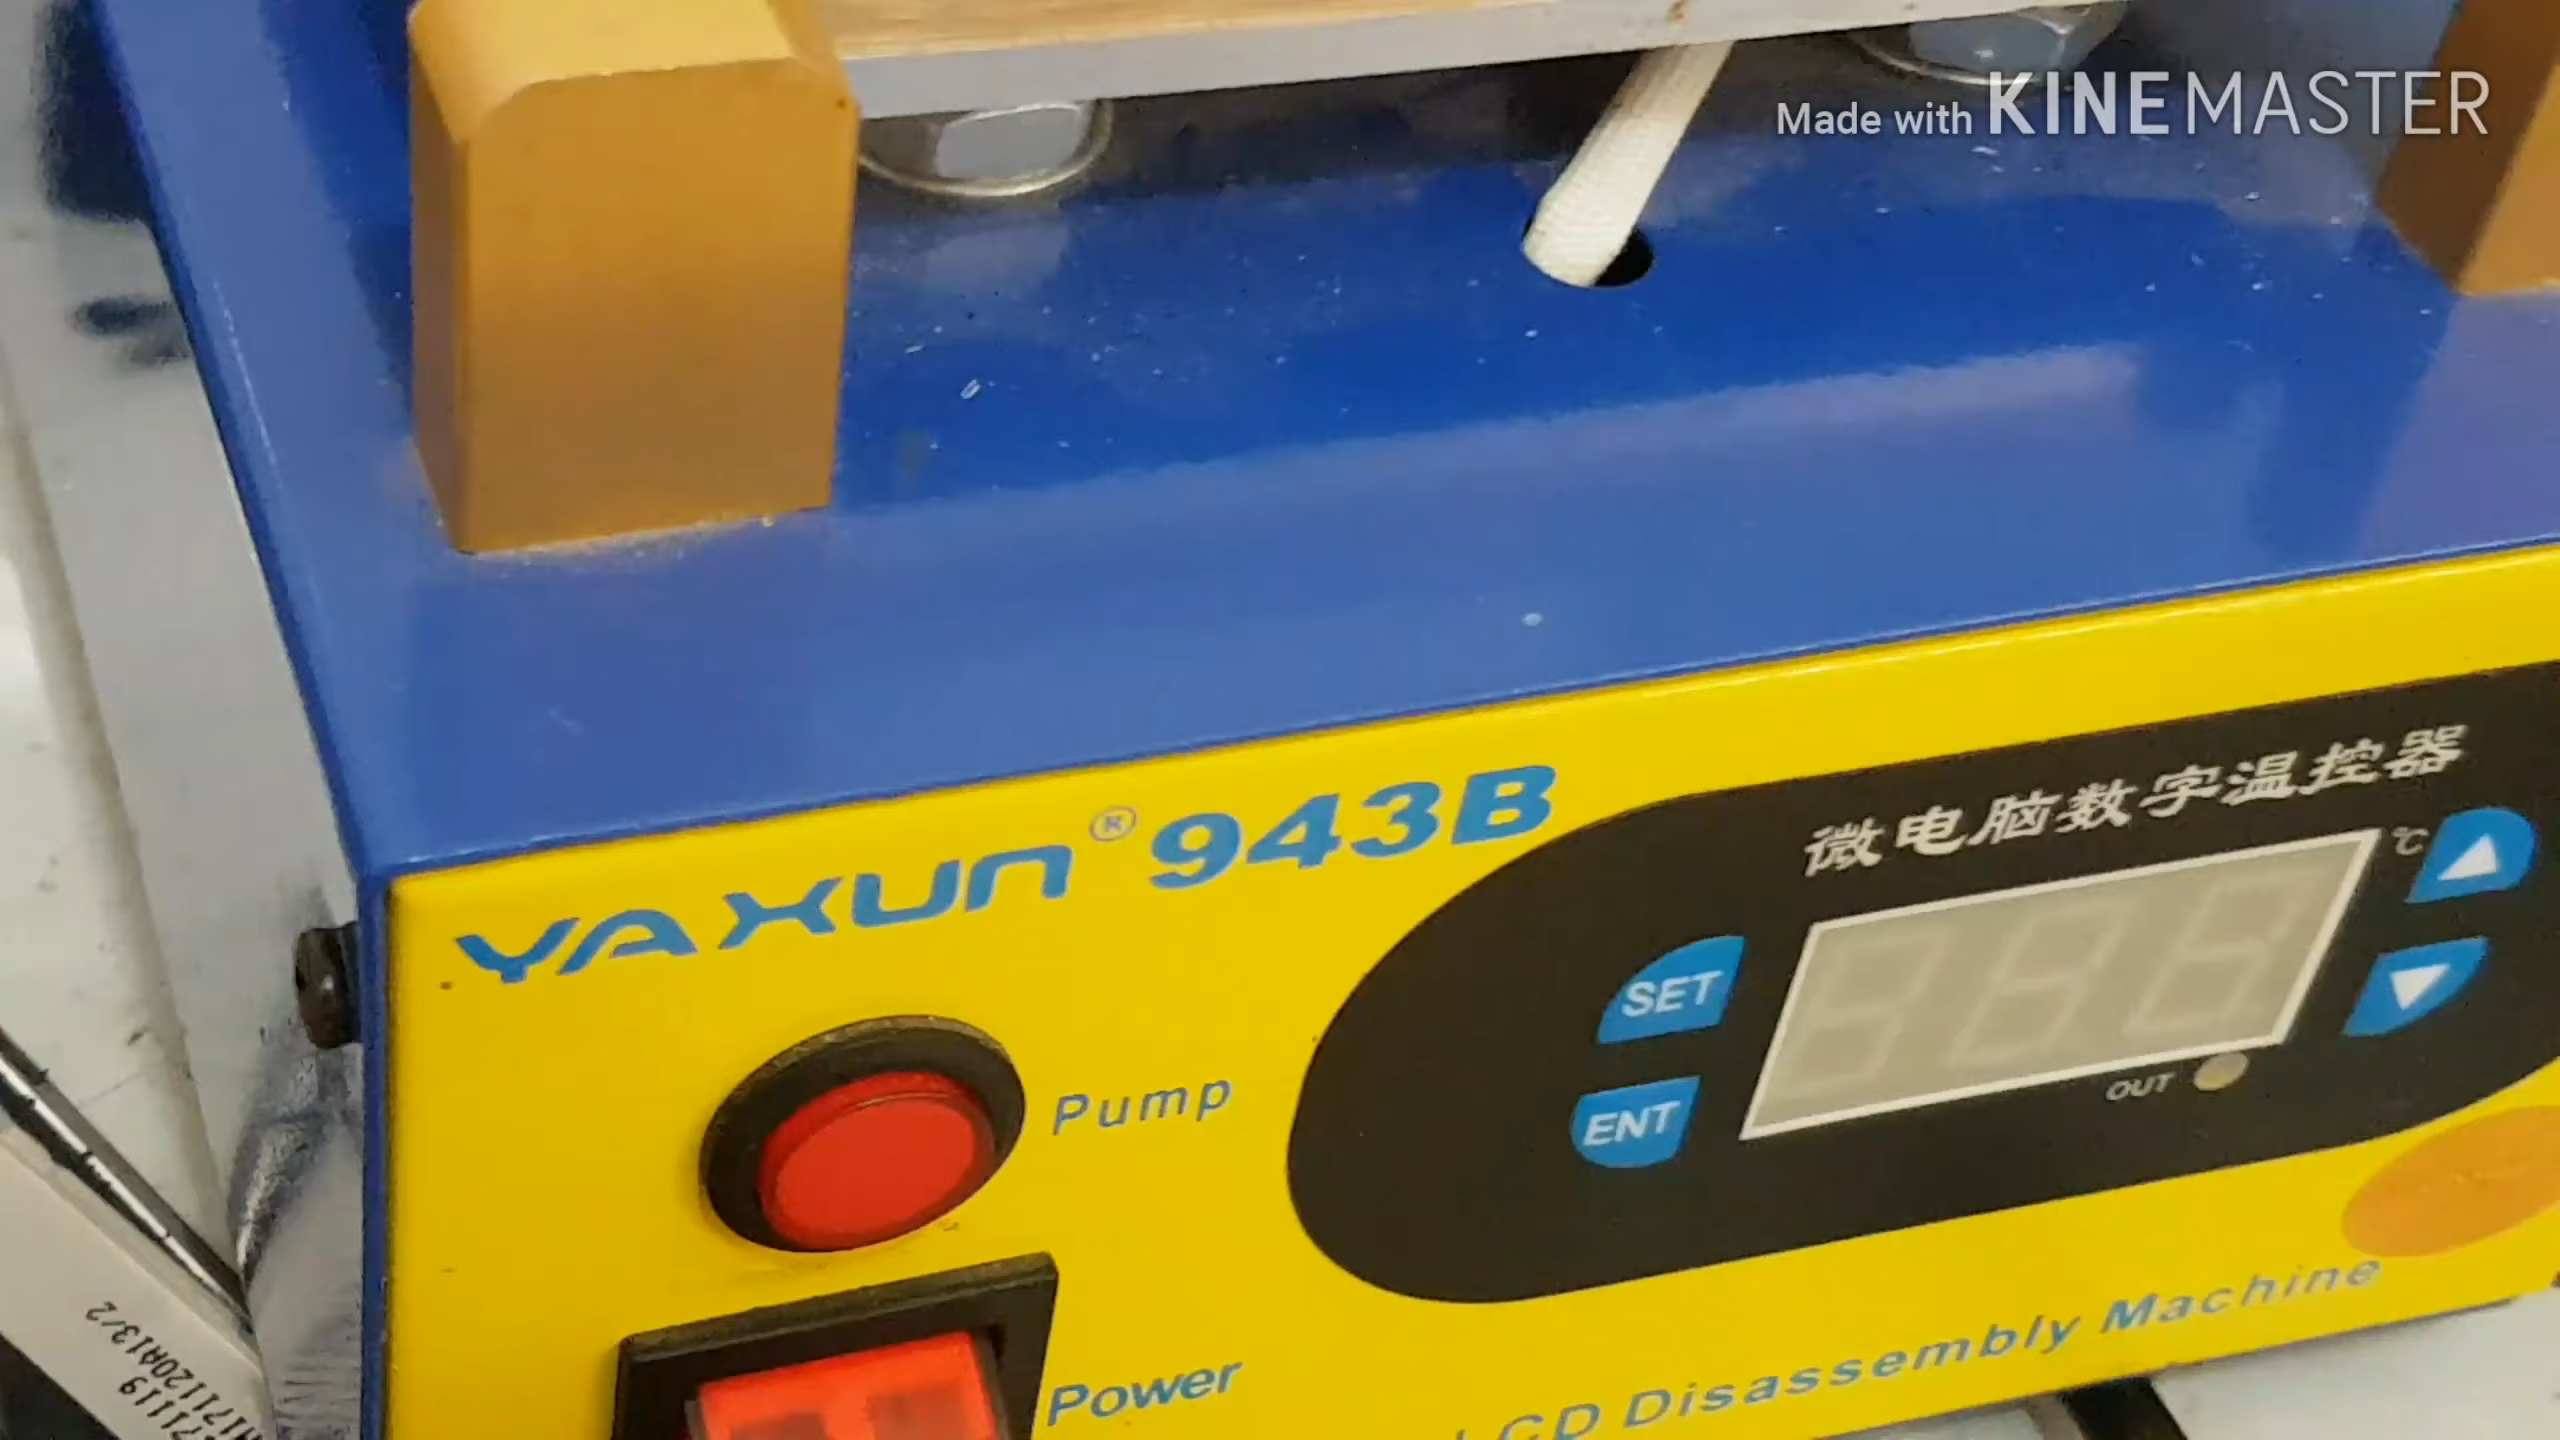 Made with KINEMASTER
YAXUN® 943B
微电脑数字温控器
℃
SET
ENT
OUT
Pump
Power
LCD Disassembly Machine